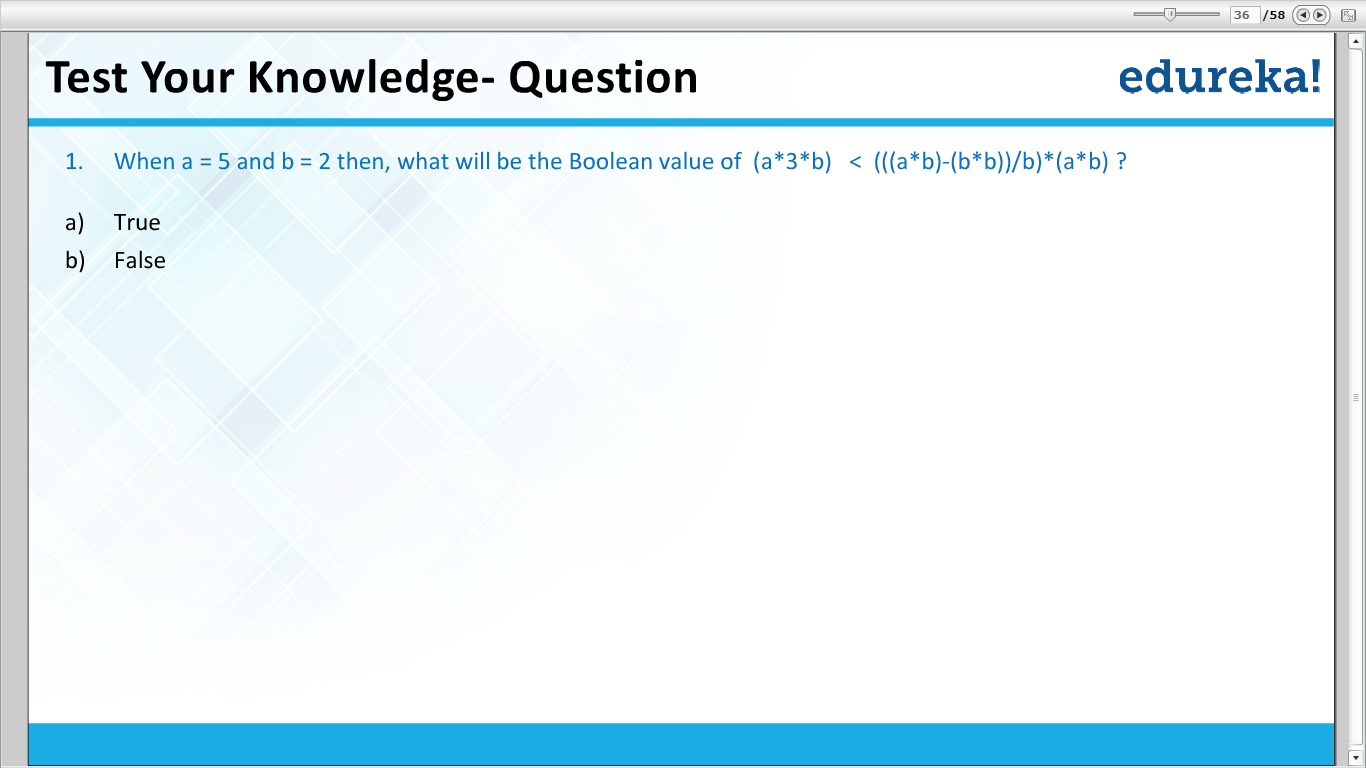 36 /58
Test Your Knowledge- Question
edureka!
1. When a = 5 and b = 2 then, what will be the Boolean value of (a*3*b) < (((a*b)-(b*b))/b)*(a*b) ?
a) True
b) False